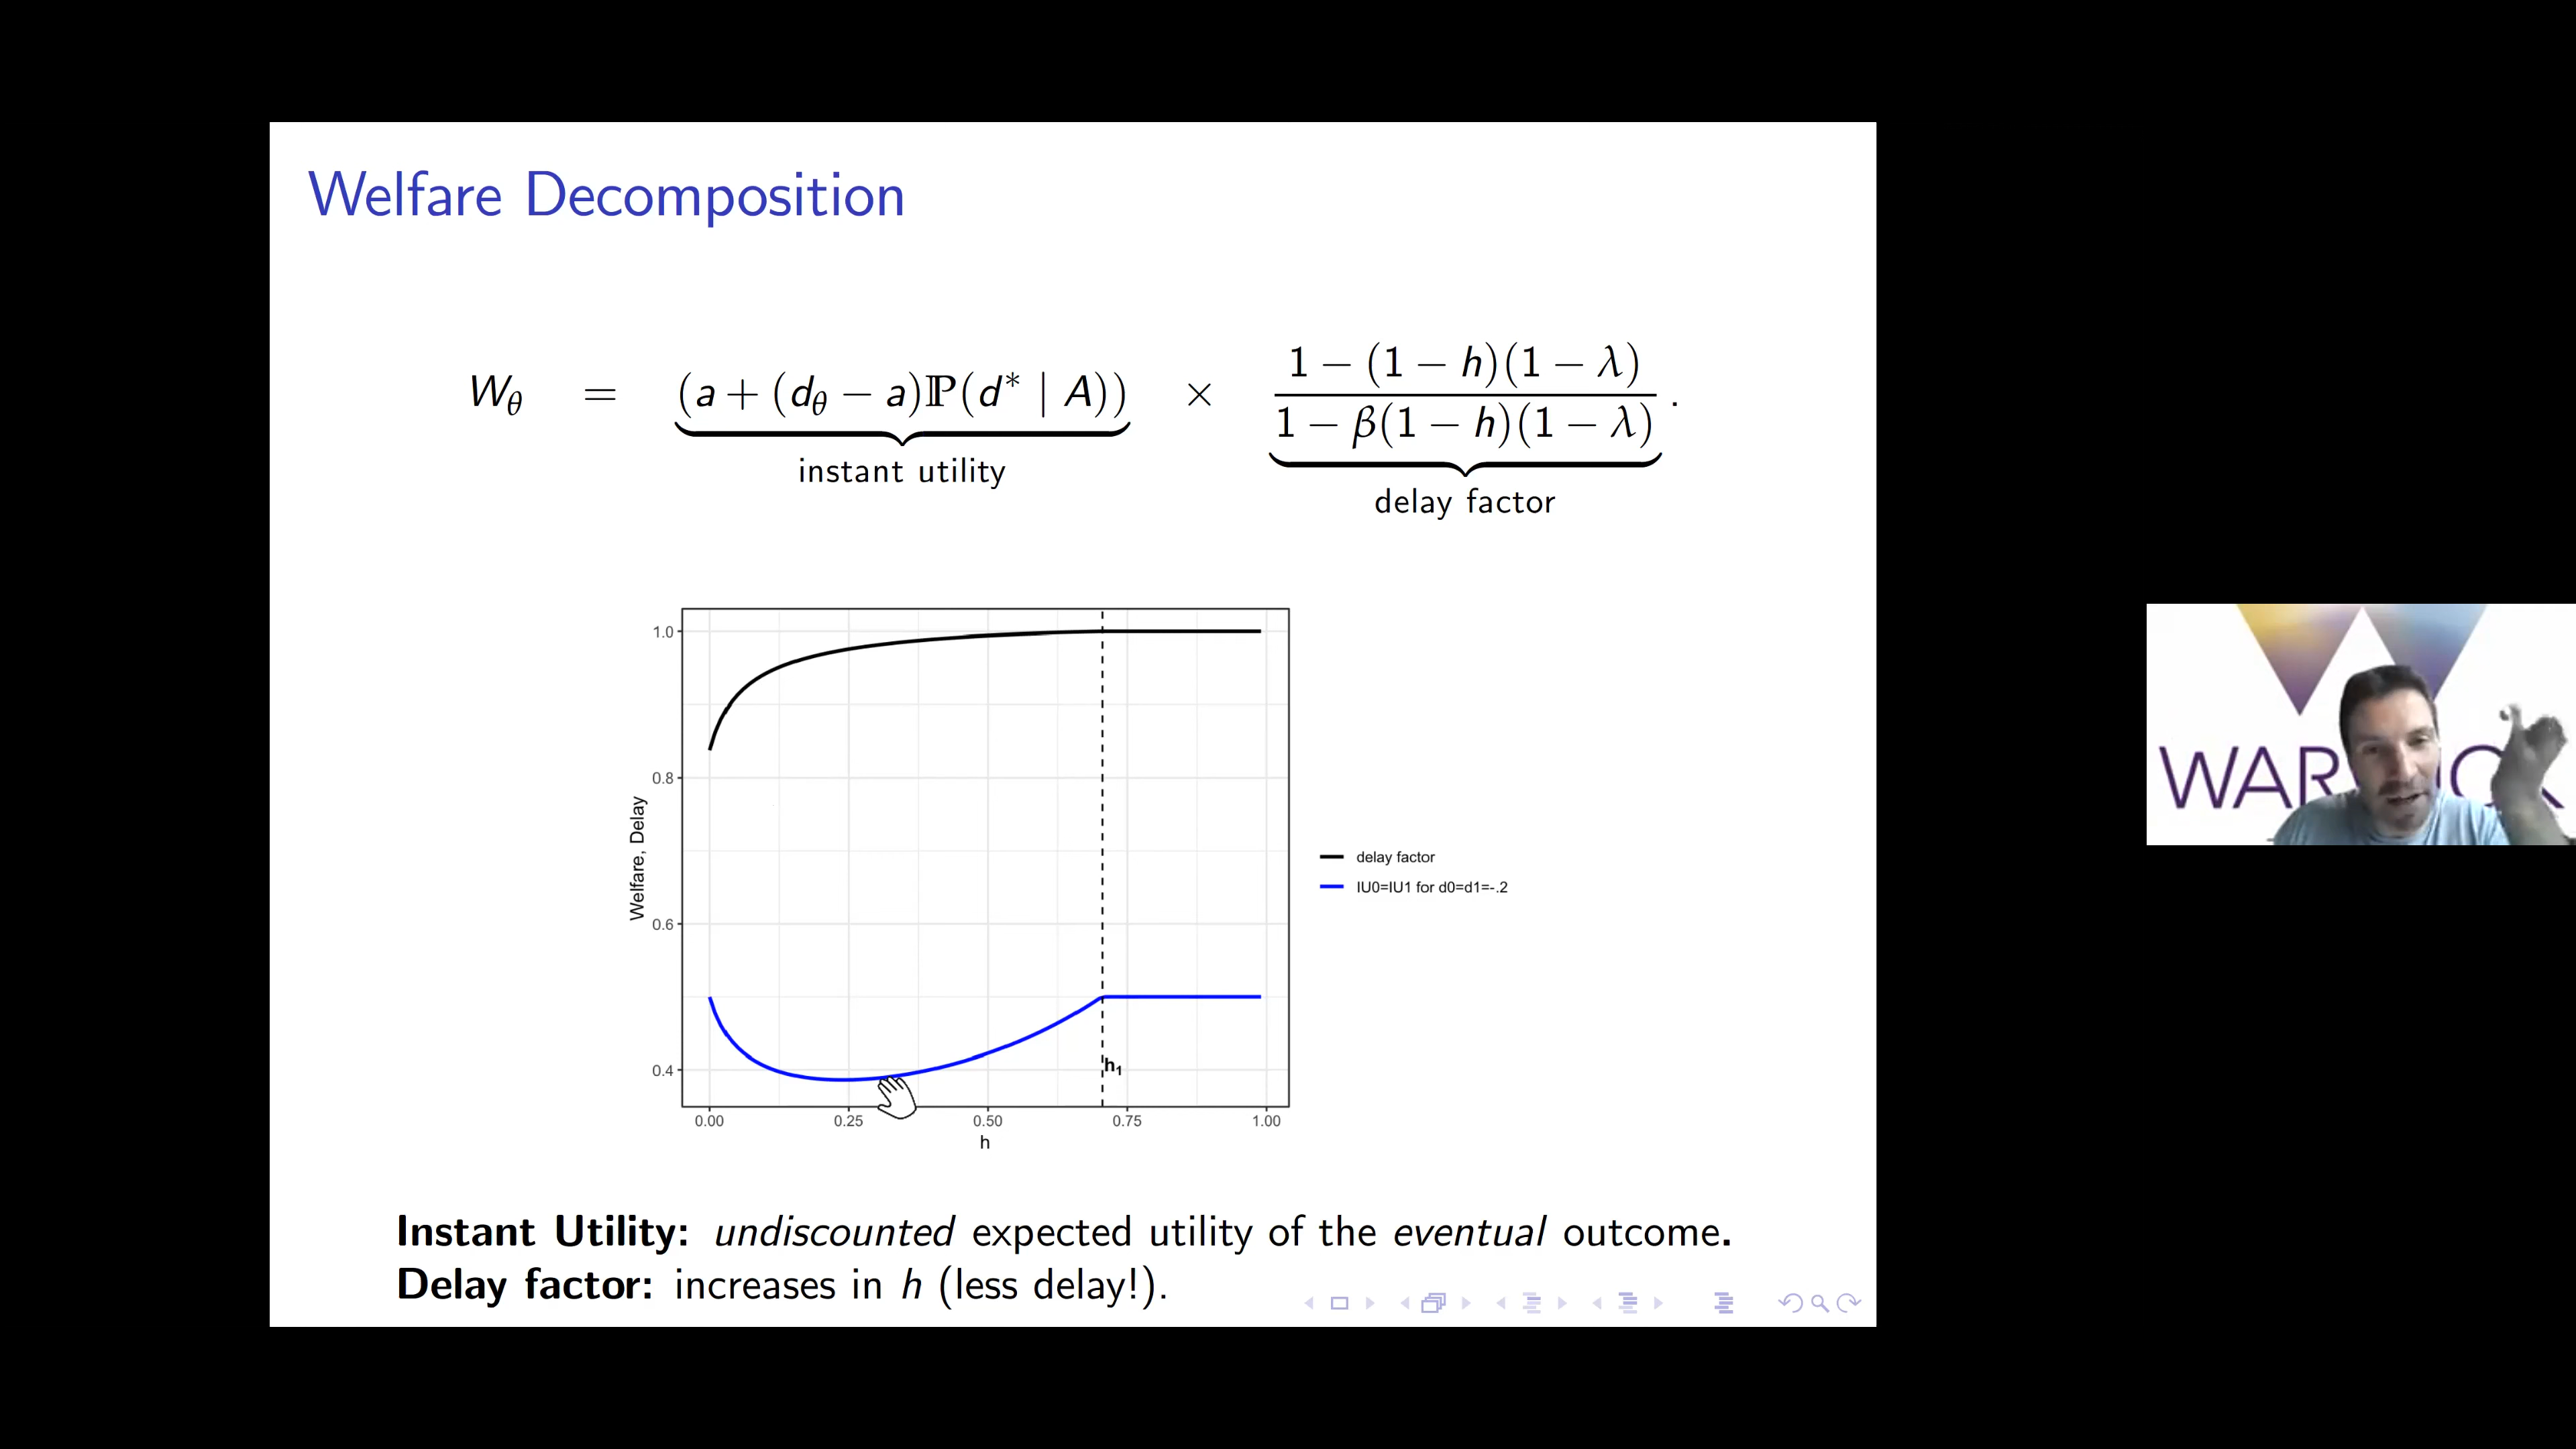 Welfare Decomposition
W_θ = (a + (d_θ − a)ℙ(d* | A)) × (1 − (1 − h)(1 − λ)) / (1 − β(1 − h)(1 − λ)) .
instant utility
delay factor
1.0
0.8
0.6
0.4
Welfare, Delay
h₁
0.00 0.25 0.50 0.75 1.00
h
delay factor
IU0=IU1 for d0=d1=-.2
Instant Utility: undiscounted expected utility of the eventual outcome.
Delay factor: increases in h (less delay!).